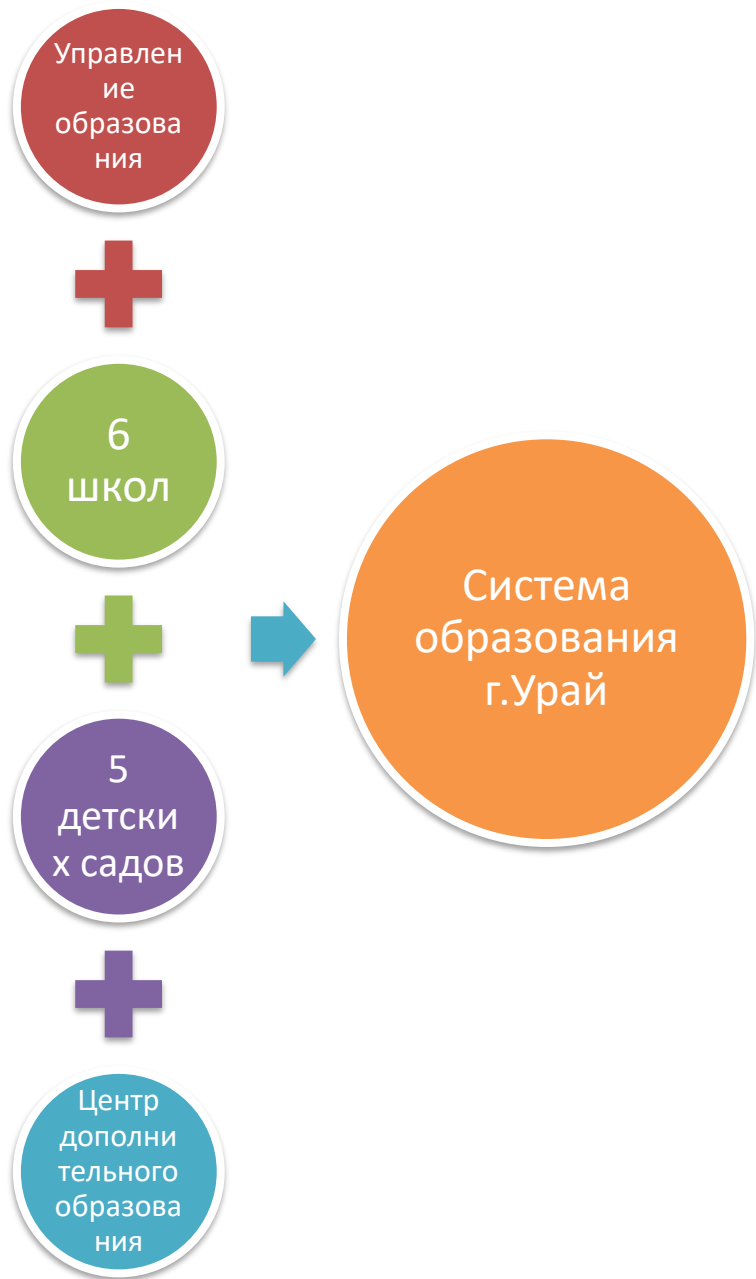 Управлен
ие
образова
ния
6
школ
5
детски
х садов
Центр
дополни
тельного
образова
ния
Система
образования
г.Урай